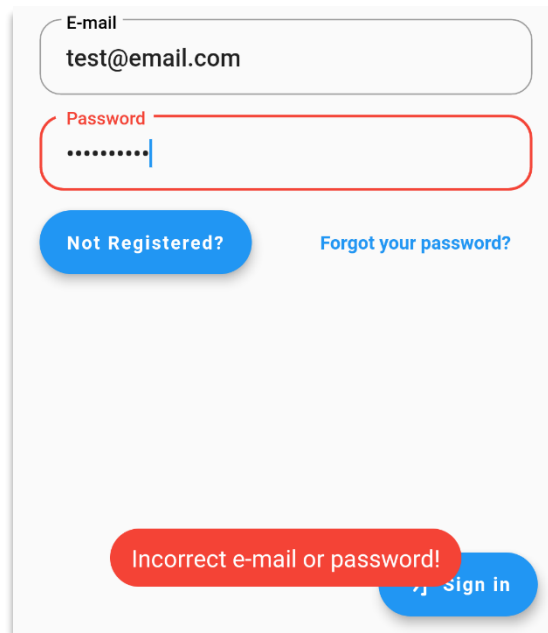 E-mail
test@email.com
Password
••••••••••
Not Registered?
Forgot your password?
Incorrect e-mail or password!
Sign in